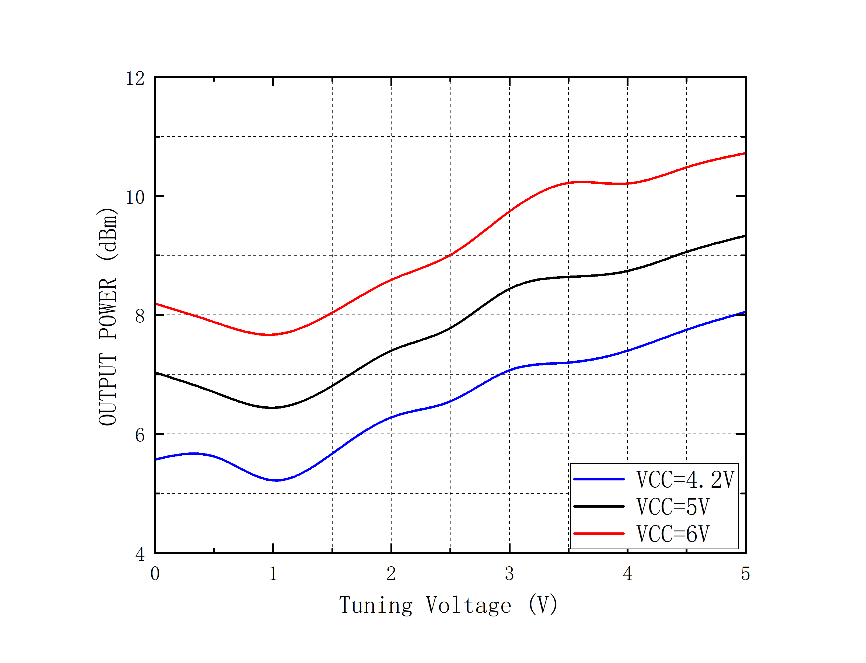 12
10
8
6
4
OUTPUT POWER (dBm)
VCC=4.2V
VCC=5V
VCC=6V
0 1 2 3 4 5
Tuning Voltage (V)